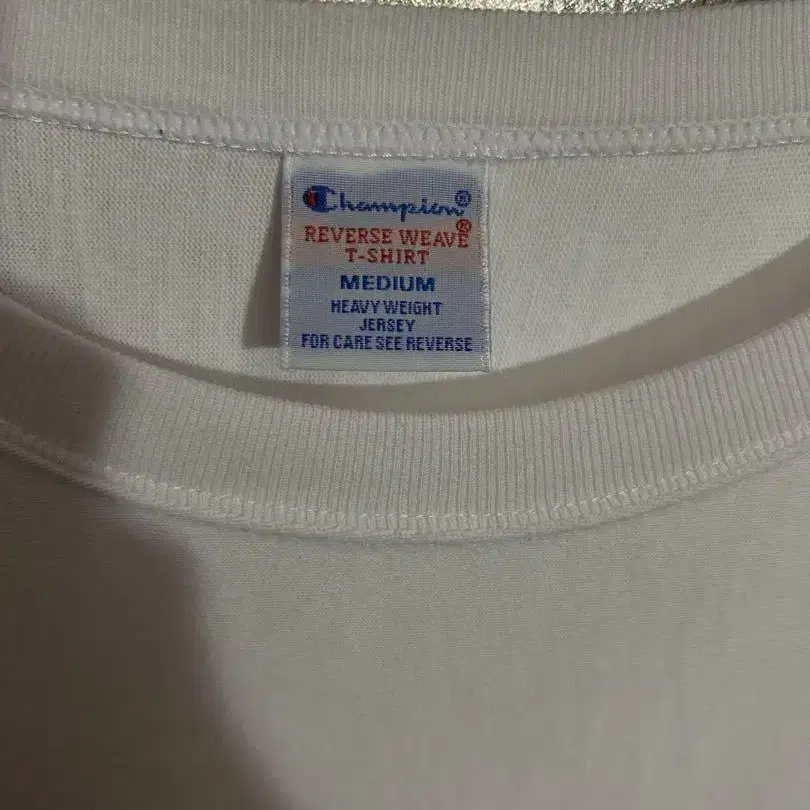 Champion®
REVERSE WEAVE®
T-SHIRT
MEDIUM
HEAVY WEIGHT
JERSEY
FOR CARE SEE REVERSE